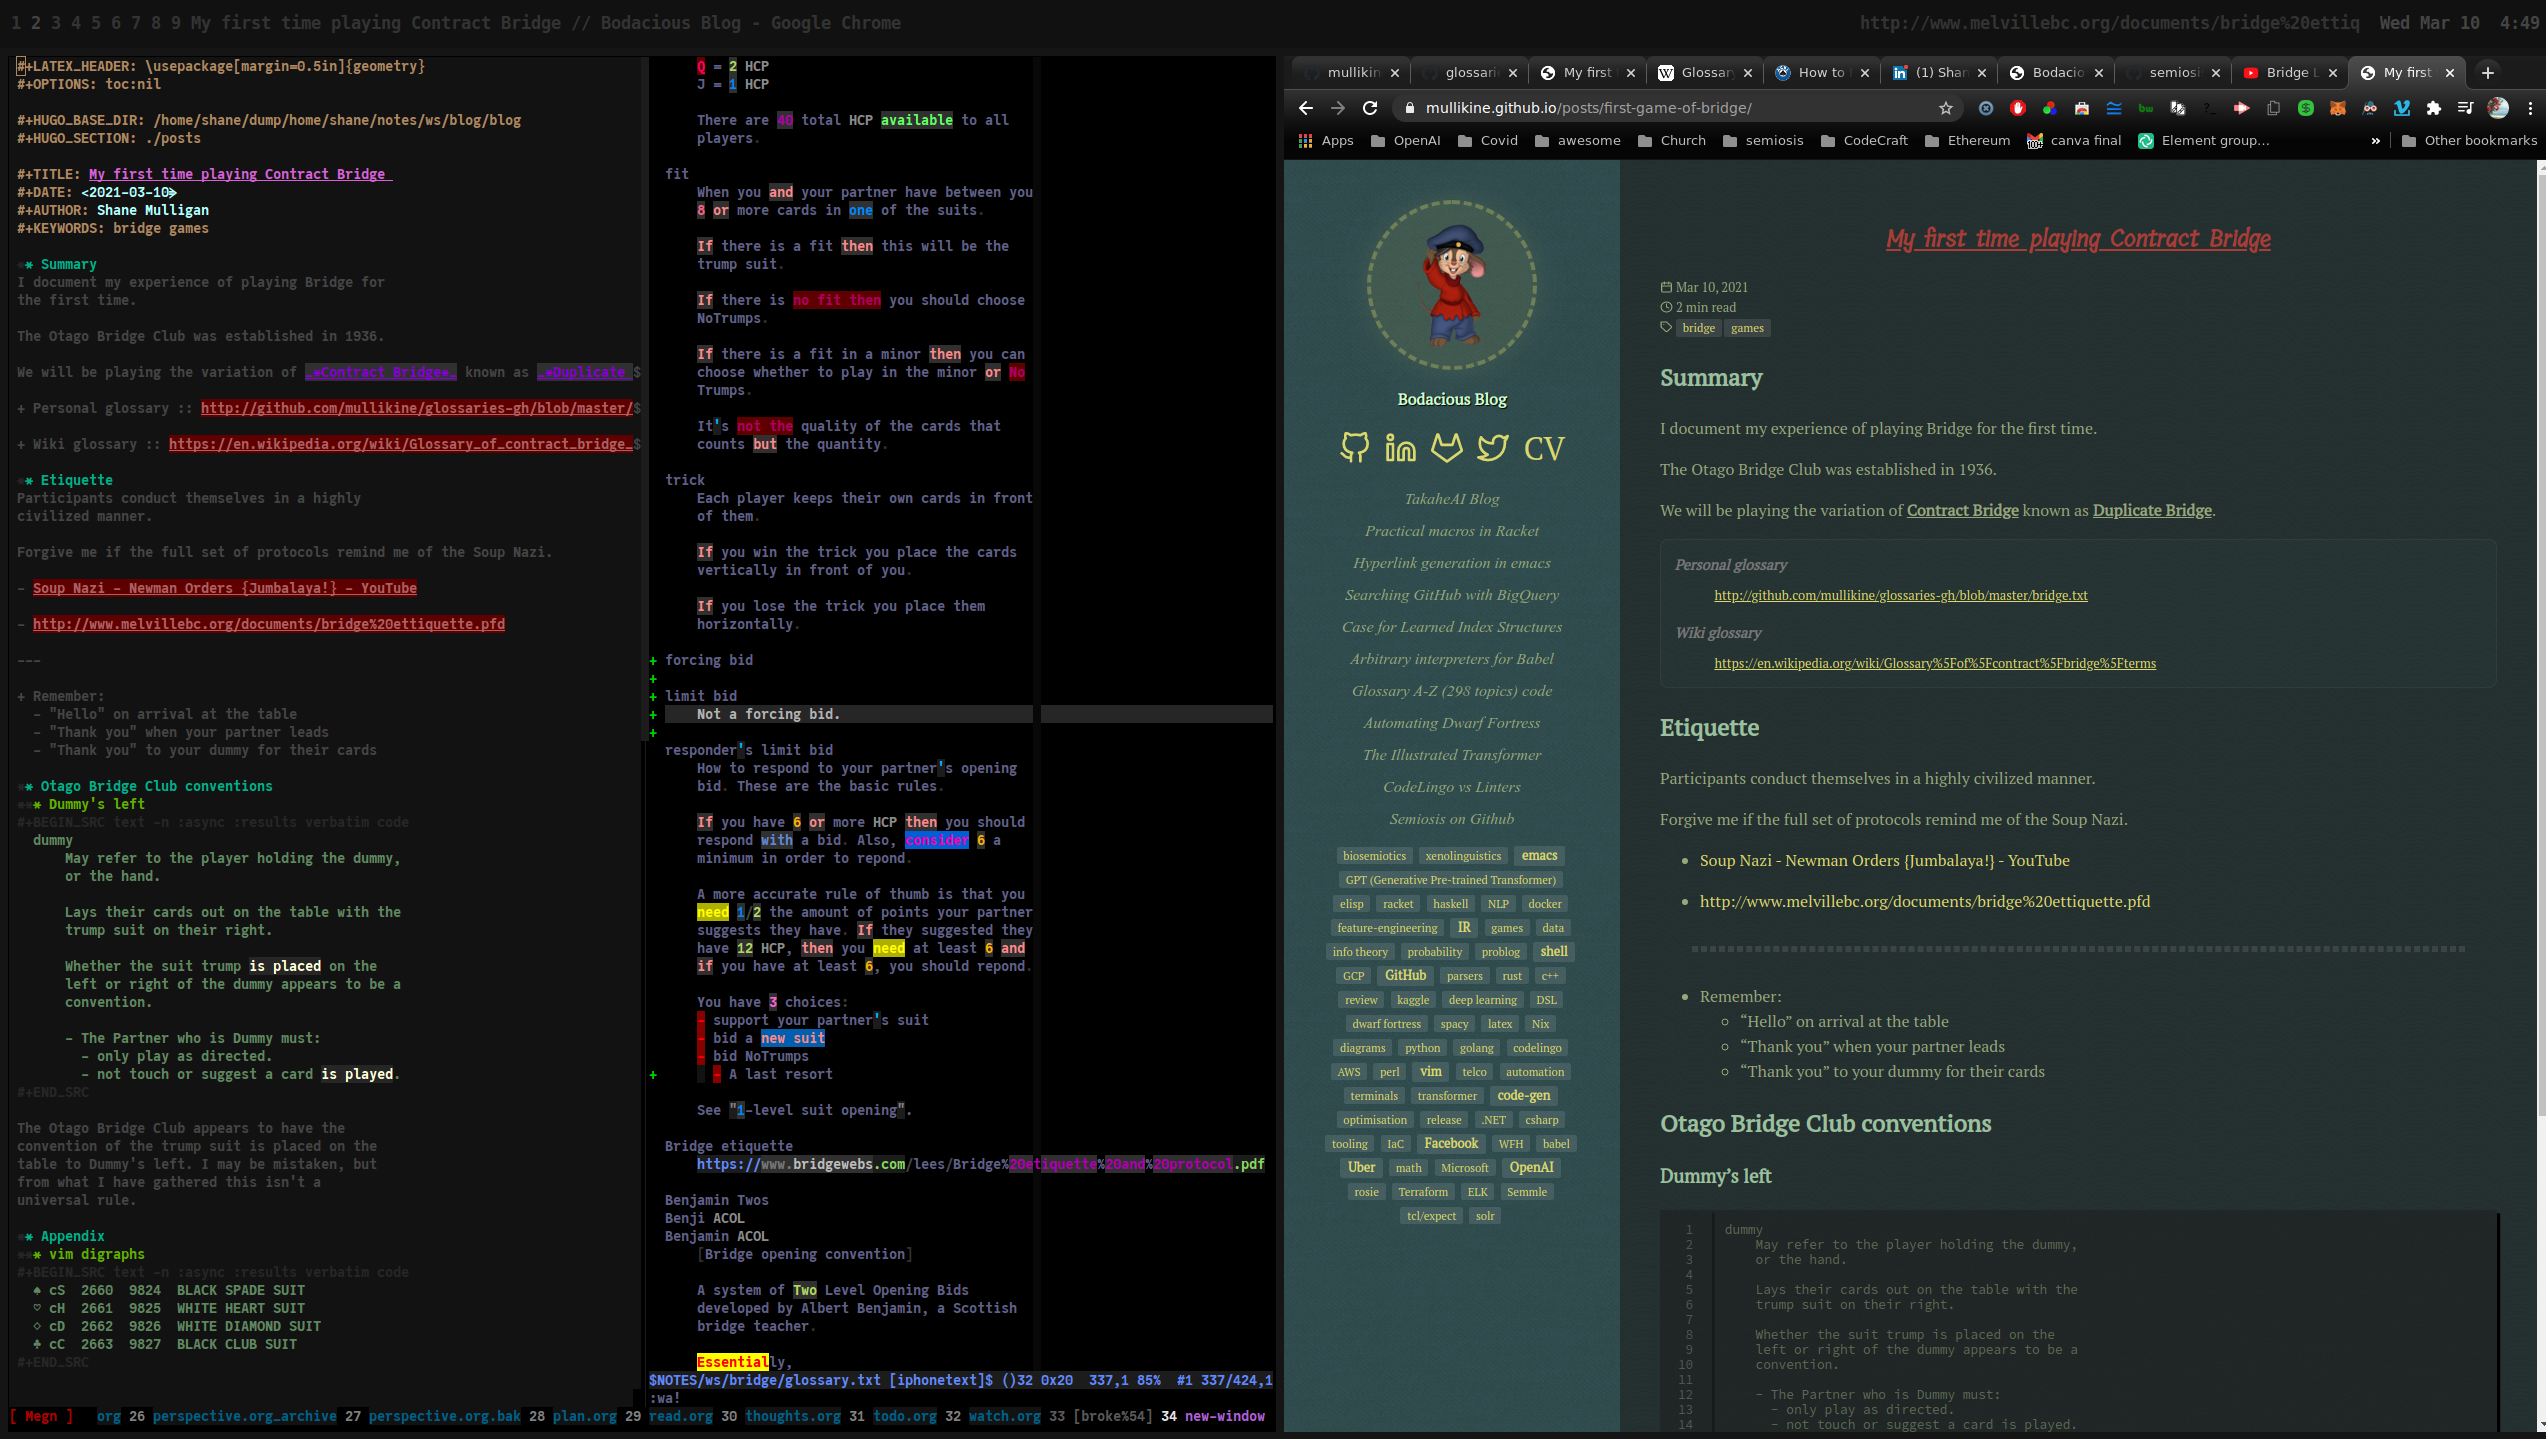 1 2 3 4 5 6 7 8 9 My first time playing Contract Bridge // Bodacious Blog - Google Chrome
http://www.melvillebc.org/documents/bridge%20ettiq Wed Mar 10 4:49
#+LATEX_HEADER: \usepackage[margin=0.5in]{geometry}
#+OPTIONS: toc:nil
#+HUGO_BASE_DIR: /home/shane/dump/home/shane/notes/ws/blog/blog
#+HUGO_SECTION: ./posts
#+TITLE: My first time playing Contract Bridge
#+DATE: <2021-03-10>
#+AUTHOR: Shane Mulligan
#+KEYWORDS: bridge games
** Summary
I document my experience of playing Bridge for
the first time.
The Otago Bridge Club was established in 1936.
We will be playing the variation of _*Contract Bridge*_ known as _*Duplicate $
+ Personal glossary :: http://github.com/mullikine/glossaries-gh/blob/master/$
+ Wiki glossary :: https://en.wikipedia.org/wiki/Glossary_of_contract_bridge_$
** Etiquette
Participants conduct themselves in a highly
civilized manner.
Forgive me if the full set of protocols remind me of the Soup Nazi.
- Soup Nazi - Newman Orders {Jumbalaya!} - YouTube
- http://www.melvillebc.org/documents/bridge%20ettiquette.pfd
---
+ Remember:
- "Hello" on arrival at the table
- "Thank you" when your partner leads
- "Thank you" to your dummy for their cards
** Otago Bridge Club conventions
*** Dummy's left
#+BEGIN_SRC text -n :async :results verbatim code
dummy
May refer to the player holding the dummy,
or the hand.
Lays their cards out on the table with the
trump suit on their right.
Whether the suit trump is placed on the
left or right of the dummy appears to be a
convention.
- The Partner who is Dummy must:
- only play as directed.
- not touch or suggest a card is played.
#+END_SRC
The Otago Bridge Club appears to have the
convention of the trump suit is placed on the
table to Dummy's left. I may be mistaken, but
from what I have gathered this isn't a
universal rule.
** Appendix
*** vim digraphs
#+BEGIN_SRC text -n :async :results verbatim code
♠ cS 2660 9824 BLACK SPADE SUIT
♡ cH 2661 9825 WHITE HEART SUIT
♢ cD 2662 9826 WHITE DIAMOND SUIT
♣ cC 2663 9827 BLACK CLUB SUIT
#+END_SRC
Q = 2 HCP
J = 1 HCP
There are 40 total HCP available to all
players.
fit
When you and your partner have between you
8 or more cards in one of the suits.
If there is a fit then this will be the
trump suit.
If there is no fit then you should choose
NoTrumps.
If there is a fit in a minor then you can
choose whether to play in the minor or No
Trumps.
It's not the quality of the cards that
counts but the quantity.
trick
Each player keeps their own cards in front
of them.
If you win the trick you place the cards
vertically in front of you.
If you lose the trick you place them
horizontally.
+ forcing bid
+
+ limit bid
+ Not a forcing bid.
+
responder's limit bid
How to respond to your partner's opening
bid. These are the basic rules.
If you have 6 or more HCP then you should
respond with a bid. Also, consider 6 a
minimum in order to repond.
A more accurate rule of thumb is that you
need 1/2 the amount of points your partner
suggests they have. If they suggested they
have 12 HCP, then you need at least 6 and
if you have at least 6, you should repond.
You have 3 choices:
- support your partner's suit
- bid a new suit
- bid NoTrumps
+ - A last resort
See "1-level suit opening".
Bridge etiquette
https://www.bridgewebs.com/lees/Bridge%20etiquette%20and%20protocol.pdf
Benjamin Twos
Benji ACOL
Benjamin ACOL
[Bridge opening convention]
A system of Two Level Opening Bids
developed by Albert Benjamin, a Scottish
bridge teacher.
Essentially,
$NOTES/ws/bridge/glossary.txt [iphonetext]$ ()32 0x20 337,1 85% #1 337/424,1
:wa!
[ Megn ] org 26 perspective.org_archive 27 perspective.org.bak 28 plan.org 29 read.org 30 thoughts.org 31 todo.org 32 watch.org 33 [broke%54] 34 new-window
mullikin glossari My first Glossary How to (1) Shan Bodacio semiosi Bridge L My first
mullikine.github.io/posts/first-game-of-bridge/
Apps OpenAI Covid awesome Church semiosis CodeCraft Ethereum canva final Element group... » Other bookmarks
Bodacious Blog
CV
TakaheAI Blog
Practical macros in Racket
Hyperlink generation in emacs
Searching GitHub with BigQuery
Case for Learned Index Structures
Arbitrary interpreters for Babel
Glossary A-Z (298 topics) code
Automating Dwarf Fortress
The Illustrated Transformer
CodeLingo vs Linters
Semiosis on Github
biosemiotics xenolinguistics emacs
GPT (Generative Pre-trained Transformer)
elisp racket haskell NLP docker
feature-engineering IR games data
info theory probability problog shell
GCP GitHub parsers rust c++
review kaggle deep learning DSL
dwarf fortress spacy latex Nix
diagrams python golang codelingo
AWS perl vim telco automation
terminals transformer code-gen
optimisation release .NET csharp
tooling IaC Facebook WFH babel
Uber math Microsoft OpenAI
rosie Terraform ELK Semmle
tcl/expect solr
My first time playing Contract Bridge
Mar 10, 2021
2 min read
bridge games
Summary
I document my experience of playing Bridge for the first time.
The Otago Bridge Club was established in 1936.
We will be playing the variation of Contract Bridge known as Duplicate Bridge.
Personal glossary
http://github.com/mullikine/glossaries-gh/blob/master/bridge.txt
Wiki glossary
https://en.wikipedia.org/wiki/Glossary%5Fof%5Fcontract%5Fbridge%5Fterms
Etiquette
Participants conduct themselves in a highly civilized manner.
Forgive me if the full set of protocols remind me of the Soup Nazi.
• Soup Nazi - Newman Orders {Jumbalaya!} - YouTube
• http://www.melvillebc.org/documents/bridge%20ettiquette.pfd
• Remember:
◦ “Hello” on arrival at the table
◦ “Thank you” when your partner leads
◦ “Thank you” to your dummy for their cards
Otago Bridge Club conventions
Dummy’s left
1 dummy
2 May refer to the player holding the dummy,
3 or the hand.
4
5 Lays their cards out on the table with the
6 trump suit on their right.
7
8 Whether the suit trump is placed on the
9 left or right of the dummy appears to be a
10 convention.
11
12 - The Partner who is Dummy must:
13 - only play as directed.
14 - not touch or suggest a card is played.